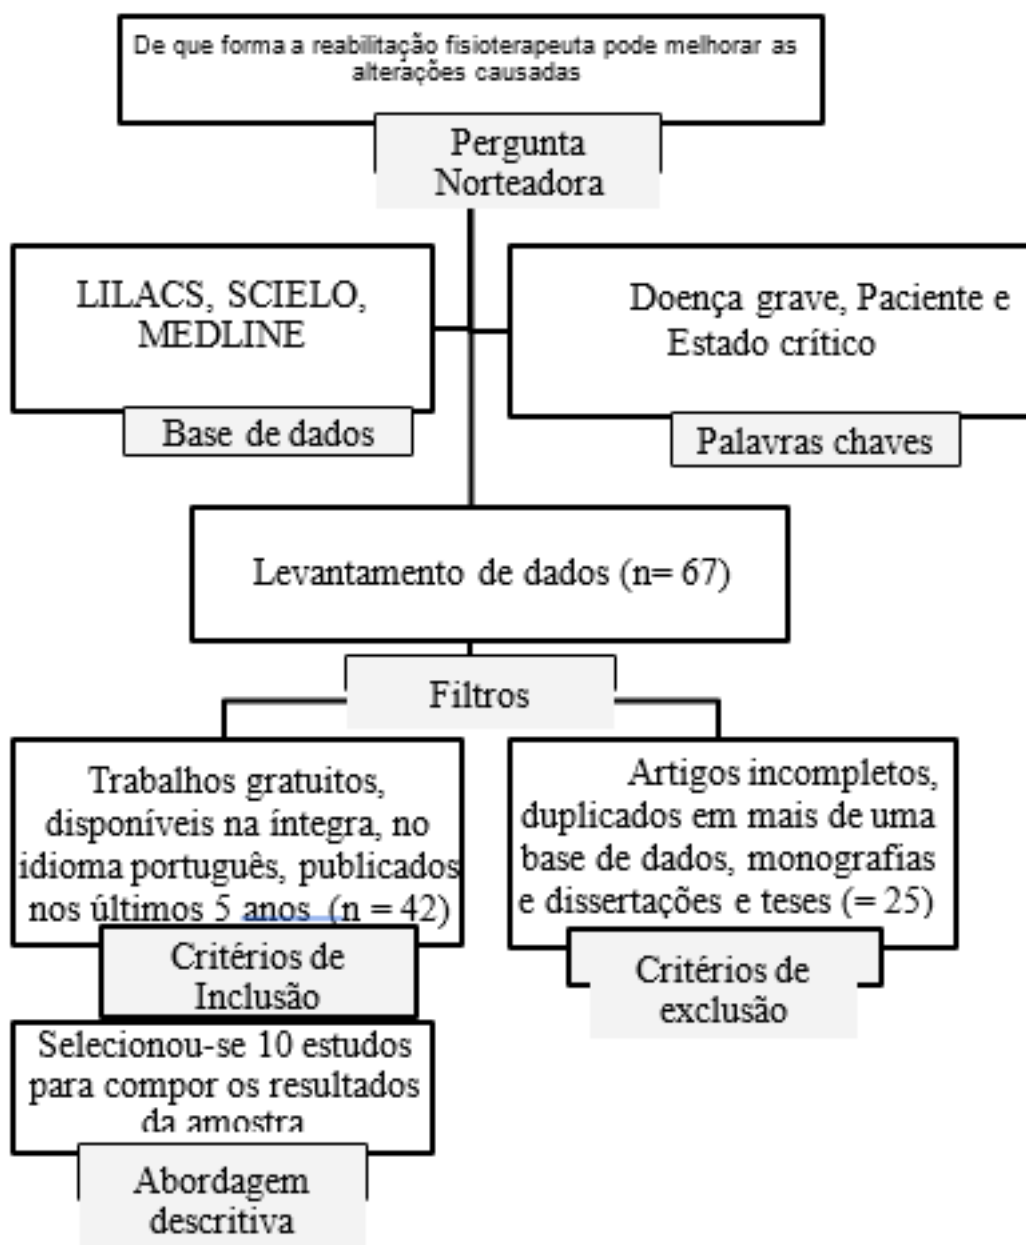 De que forma a reabilitação fisioterapeuta pode melhorar as
alterações causadas
Pergunta
Norteadora
LILACS, SCIELO,
MEDLINE
Base de dados
Doença grave, Paciente e
Estado crítico
Palavras chaves
Levantamento de dados (n= 67)
Filtros
Trabalhos gratuitos,
disponíveis na íntegra, no
idioma português, publicados
nos últimos 5 anos (n = 42)
Critérios de
Inclusão
Artigos incompletos,
duplicados em mais de uma
base de dados, monografias
e dissertações e teses (= 25)
Critérios de
exclusão
Selecionou-se 10 estudos
para compor os resultados
da amostra
Abordagem
descritiva